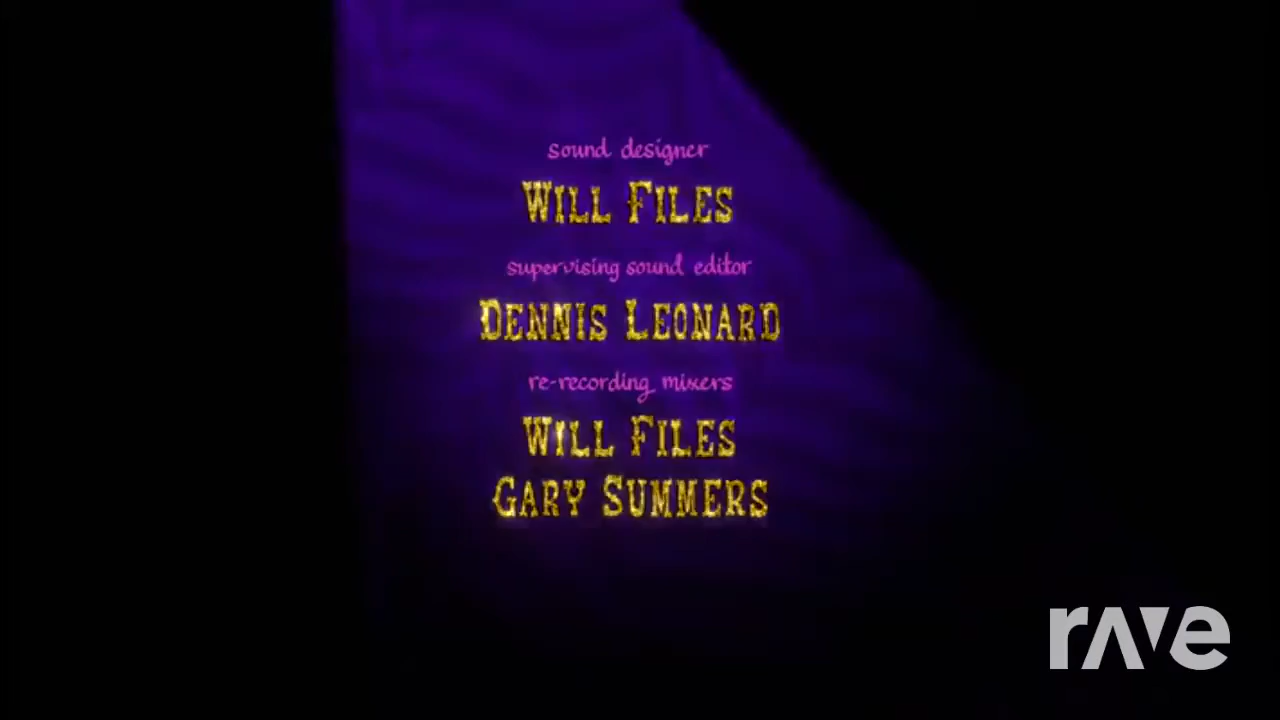 sound designer
WILL FILES
supervising sound editor
DENNIS LEONARD
re-recording mixers
WILL FILES
GARY SUMMERS
rave